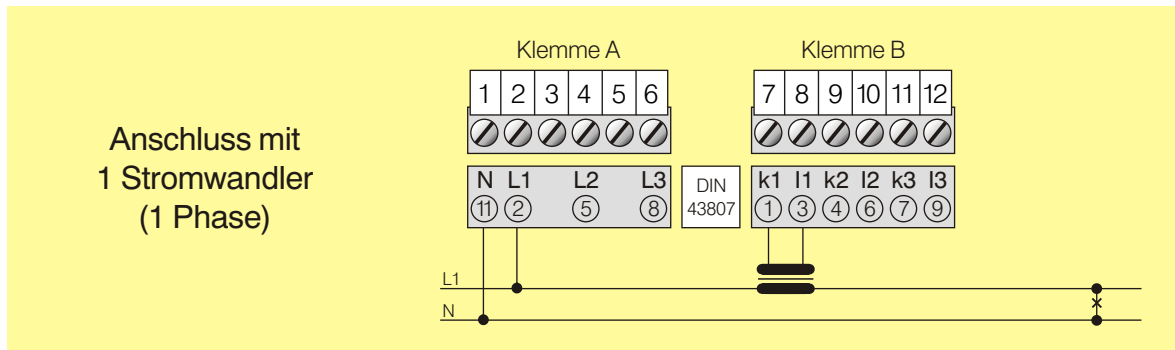 Anschluss mit
1 Stromwandler
(1 Phase)
Klemme A
Klemme B
1 2 3 4 5 6
7 8 9 10 11 12
N L1 L2 L3
11 2 5 8
DIN
43807
k1 l1 k2 l2 k3 l3
1 3 4 6 7 9
L1
N